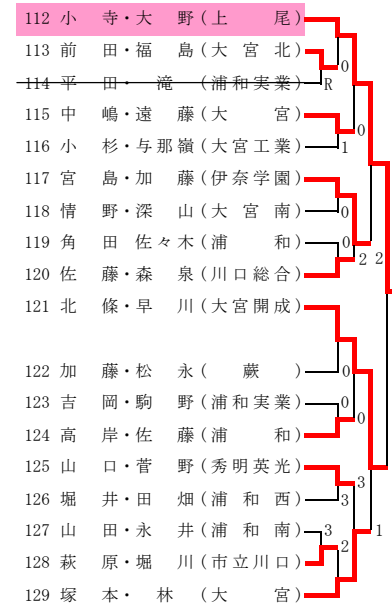 112 小 寺・大 野(上 尾)
113 前 田・福 島(大 宮 北)
0
114 平 田・ 滝 (浦和実業)
R
115 中 嶋・遠 藤(大 宮)
0
116 小 杉・与那嶺(大宮工業)
1
117 宮 島・加 藤(伊奈学園)
118 情 野・深 山(大 宮 南)
0
119 角 田 佐々木(浦 和)
0
2 2
120 佐 藤・森 泉(川口総合)
121 北 條・早 川(大宮開成)
122 加 藤・松 永( 蕨 )
0
123 吉 岡・駒 野(浦和実業)
0
0
124 高 岸・佐 藤(浦 和)
125 山 口・菅 野(秀明英光)
3
126 堀 井・田 畑(浦 和 西)
3
127 山 田・永 井(浦 和 南)
3
1
2
128 萩 原・堀 川(市立川口)
129 塚 本・ 林 (大 宮)